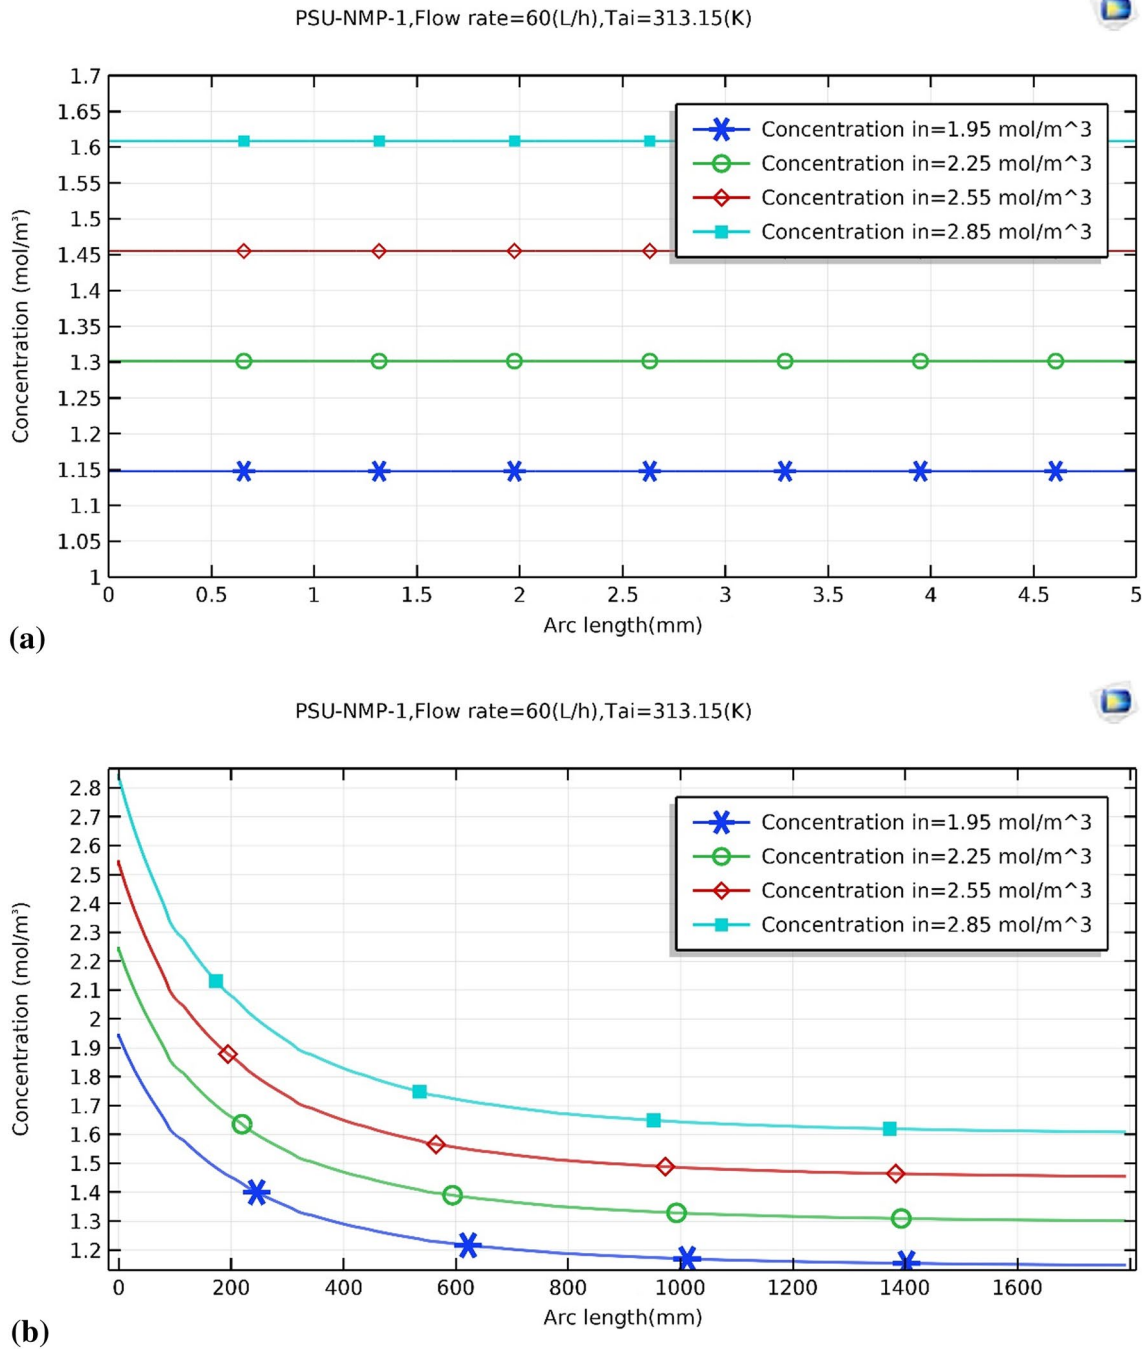 PSU-NMP-1,Flow rate=60(L/h),Tai=313.15(K)
1.7
1.65
1.6
1.55
1.5
1.45
1.4
1.35
1.3
1.25
1.2
1.15
1.1
1.05
1
Concentration (mol/m³)
Concentration in=1.95 mol/m^3
Concentration in=2.25 mol/m^3
Concentration in=2.55 mol/m^3
Concentration in=2.85 mol/m^3
0 0.5 1 1.5 2 2.5 3 3.5 4 4.5 5
Arc length(mm)
(a)
PSU-NMP-1,Flow rate=60(L/h),Tai=313.15(K)
2.8
2.7
2.6
2.5
2.4
2.3
2.2
2.1
2
1.9
1.8
1.7
1.6
1.5
1.4
1.3
1.2
Concentration (mol/m³)
Concentration in=1.95 mol/m^3
Concentration in=2.25 mol/m^3
Concentration in=2.55 mol/m^3
Concentration in=2.85 mol/m^3
0 200 400 600 800 1000 1200 1400 1600
Arc length(mm)
(b)